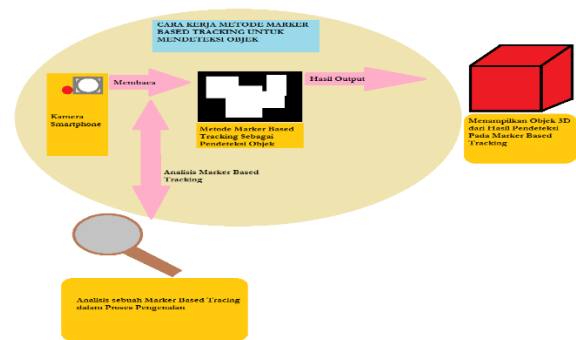 CARA KERJA METODE MARKER
BASED TRACKING UNTUK
MENDETEKSI OBJEK
Kamera
Smartphone
Membaca
Metode Marker Based
Tracking Sebagai
Pendeteksi Objek
Hasil Output
Menampilkan Objek 3D
dari Hasil Pendeteksi
Pada Marker Based
Tracking
Analisis Marker Based
Tracking
Analisis sebuah Marker Based Tracing
dalam Proses Pengenalan